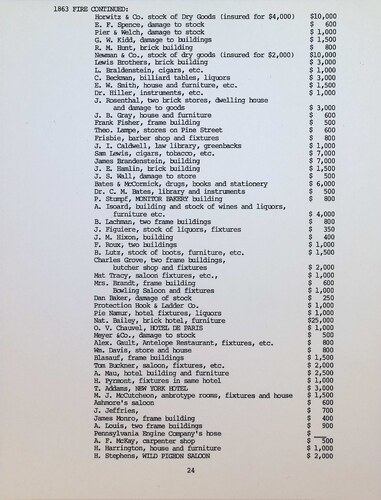 1863 FIRE CONTINUED:
Horwitz & Co. stock of Dry Goods (insured for $4,000) $10,000
E. F. Spence, damage to stock $ 600
Pier & Welch, damage to stock $ 1,000
G. W. Kidd, damage to buildings $ 1,500
R. M. Hunt, brick building $ 800
Newman & Co., stock of dry goods (insured for $2,000) $10,000
Lewis Brothers, brick building $ 3,000
L. Braldenstein, cigars, etc. $ 1,000
C. Beckman, billiard tables, liquors $ 3,000
E. W. Smith, house and furniture, etc. $ 1,500
Dr. Hiller, instruments, etc. $ 1,000
J. Rosenthal, two brick stores, dwelling house
and damage to goods $ 3,000
J. B. Gray, house and furniture $ 600
Frank Fisher, frame building $ 500
Theo. Lampe, stores on Pine Street $ 600
Frisbie, barber shop and fixtures $ 800
J. I. Caldwell, law library, greenbacks $ 1,000
Sam Lewis, cigars, tobacco, etc. $ 7,000
James Brandenstein, building $ 7,000
J. E. Hamlin, brick building $ 1,500
J. S. Wall, damage to store $ 500
Bates & McCormick, drugs, books and stationery $ 6,000
Dr. C. M. Bates, library and instruments $ 500
P. Stumpf, MONITOR BAKERY building $ 800
A. Isoard, building and stock of wines and liquors,
furniture etc. $ 4,000
B. Lachman, two frame buildings $ 800
J. Figuiere, stock of liquors, fixtures $ 350
J. M. Hixon, building $ 400
F. Roux, two buildings $ 1,000
B. Lutz, stock of boots, furniture, etc. $ 1,500
Charles Grove, two frame buildings,
butcher shop and fixtures $ 2,000
Mat Tracy, saloon fixtures, etc., $ 1,000
Mrs. Brandt, frame building $ 600
Bowling Saloon and fixtures $ 1,000
Dan Baker, damage of stock $ 250
Protection Hook & Ladder Co. $ 1,000
Pie Namur, hotel fixtures, liquors $ 1,000
Nat. Bailey, brick hotel, furniture $25,000
O. V. Chauvel, HOTEL DE PARIS $ 1,000
Meyer &Co., damage to stock $ 500
Alex. Gault, Antelope Restaurant, fixtures, etc. $ 800
Wm. Davis, store and house $ 800
Blasauf, frame buildings $ 1,500
Tom Buckner, saloon, fixtures, etc. $ 2,000
A. Mau, hotel building and furniture $ 2,500
H. Pyrmont, fixtures in same hotel $ 1,000
T. Addams, NEW YORK HOTEL $ 3,000
M. J. McCutcheon, ambrotype rooms, fixtures and house $ 1,500
Ashmore's saloon $ 600
J. Jeffries, $ 700
James Monro, frame building $ 400
A. Louis, two frame buildings $ 900
Pennsylvania Engine Company's hose $
A. F. McKay, carpenter shop $ 500
H. Harrington, house and furniture $ 1,000
H. Stephens, WILD PIGEON SALOON $ 2,000
24